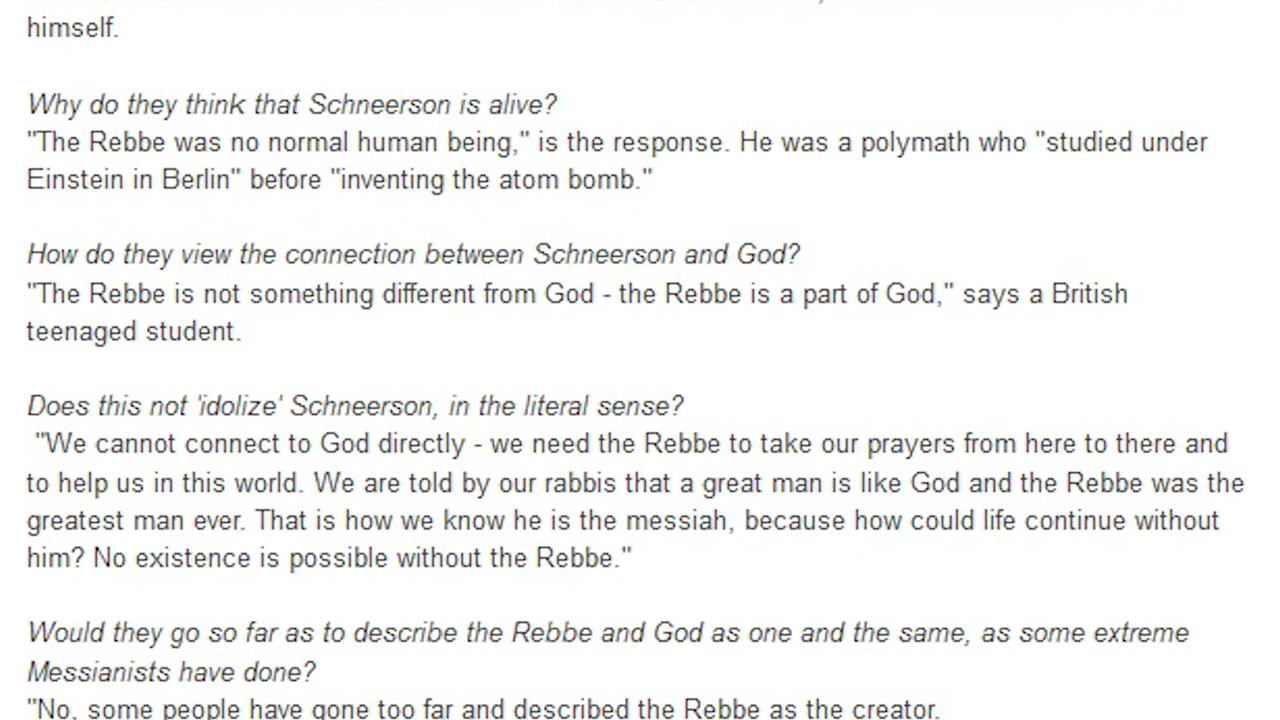 himself.
Why do they think that Schneerson is alive?
"The Rebbe was no normal human being," is the response. He was a polymath who "studied under
Einstein in Berlin" before "inventing the atom bomb."
How do they view the connection between Schneerson and God?
"The Rebbe is not something different from God - the Rebbe is a part of God," says a British
teenaged student.
Does this not 'idolize' Schneerson, in the literal sense?
"We cannot connect to God directly - we need the Rebbe to take our prayers from here to there and
to help us in this world. We are told by our rabbis that a great man is like God and the Rebbe was the
greatest man ever. That is how we know he is the messiah, because how could life continue without
him? No existence is possible without the Rebbe."
Would they go so far as to describe the Rebbe and God as one and the same, as some extreme
Messianists have done?
"No, some people have gone too far and described the Rebbe as the creator.